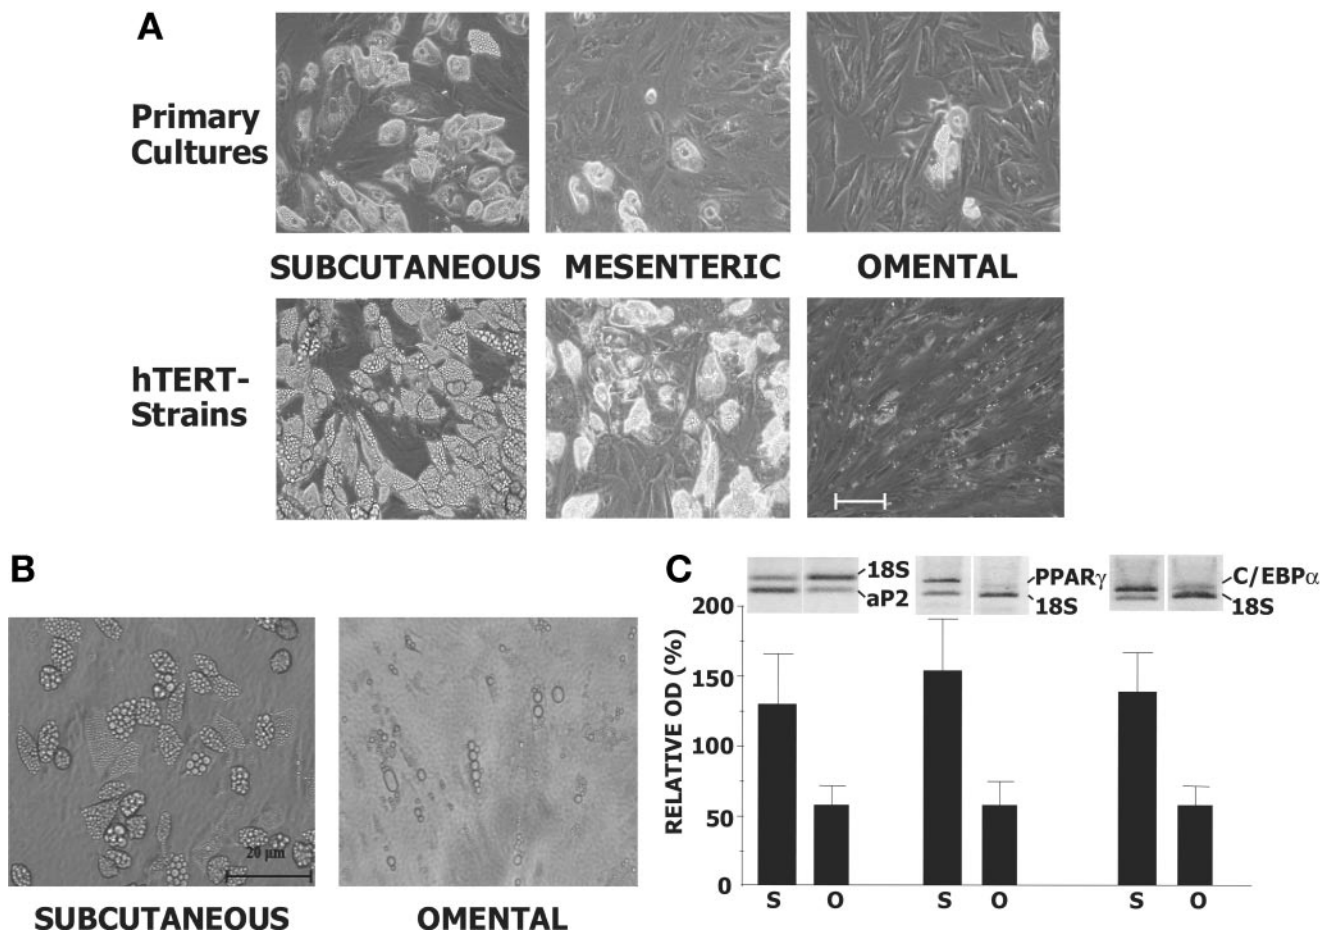 A
Primary
Cultures
SUBCUTANEOUS MESENTERIC OMENTAL
hTERT-
Strains
B
20 µm
SUBCUTANEOUS OMENTAL
C
18S
aP2
PPARγ
18S
C/EBPα
18S
RELATIVE OD (%)
200
150
100
50
0
S O S O S O